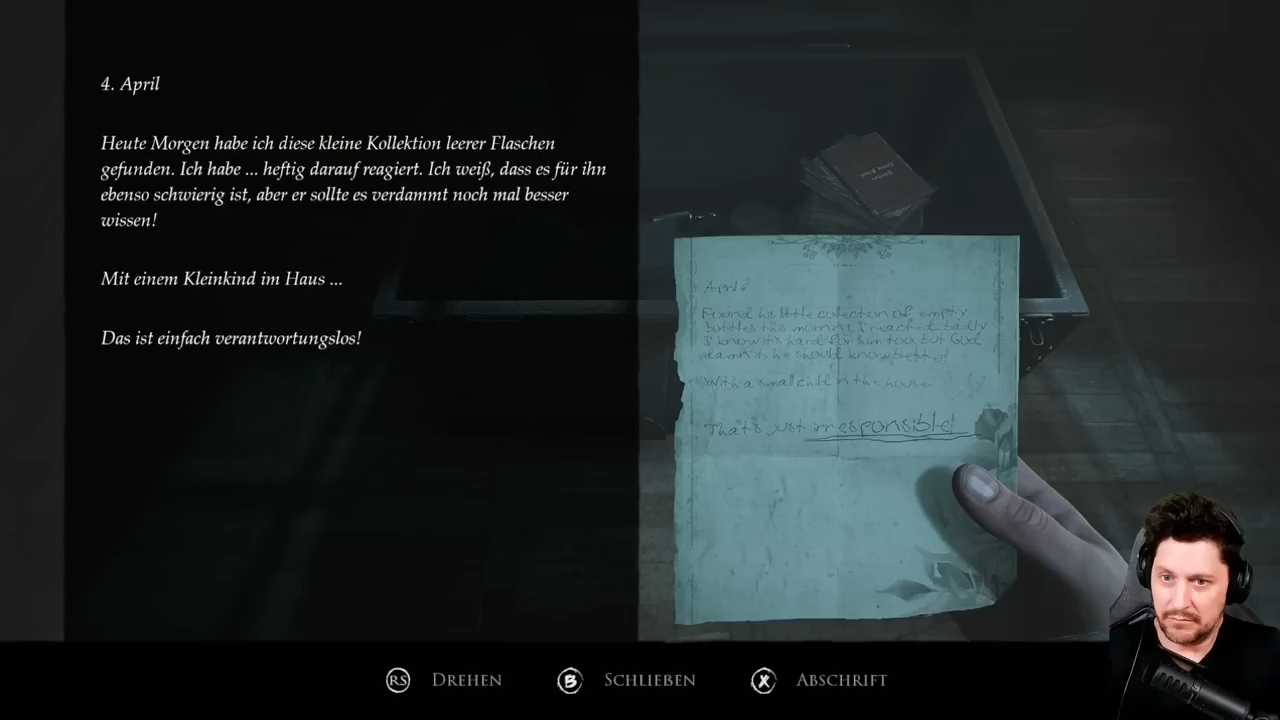 4. April
Heute Morgen habe ich diese kleine Kollektion leerer Flaschen
gefunden. Ich habe ... heftig darauf reagiert. Ich weiß, dass es für ihn
ebenso schwierig ist, aber er sollte es verdammt noch mal besser
wissen!
Mit einem Kleinkind im Haus ...
Das ist einfach verantwortungslos!
April
Found his little collection of empty
bottles this morning I reacted badly
I know it's hard for him too, but God
damn it, he should know better!
With a small child in the house
That's just irresponsible!
RS DREHEN B SCHLIEßEN X ABSCHRIFT